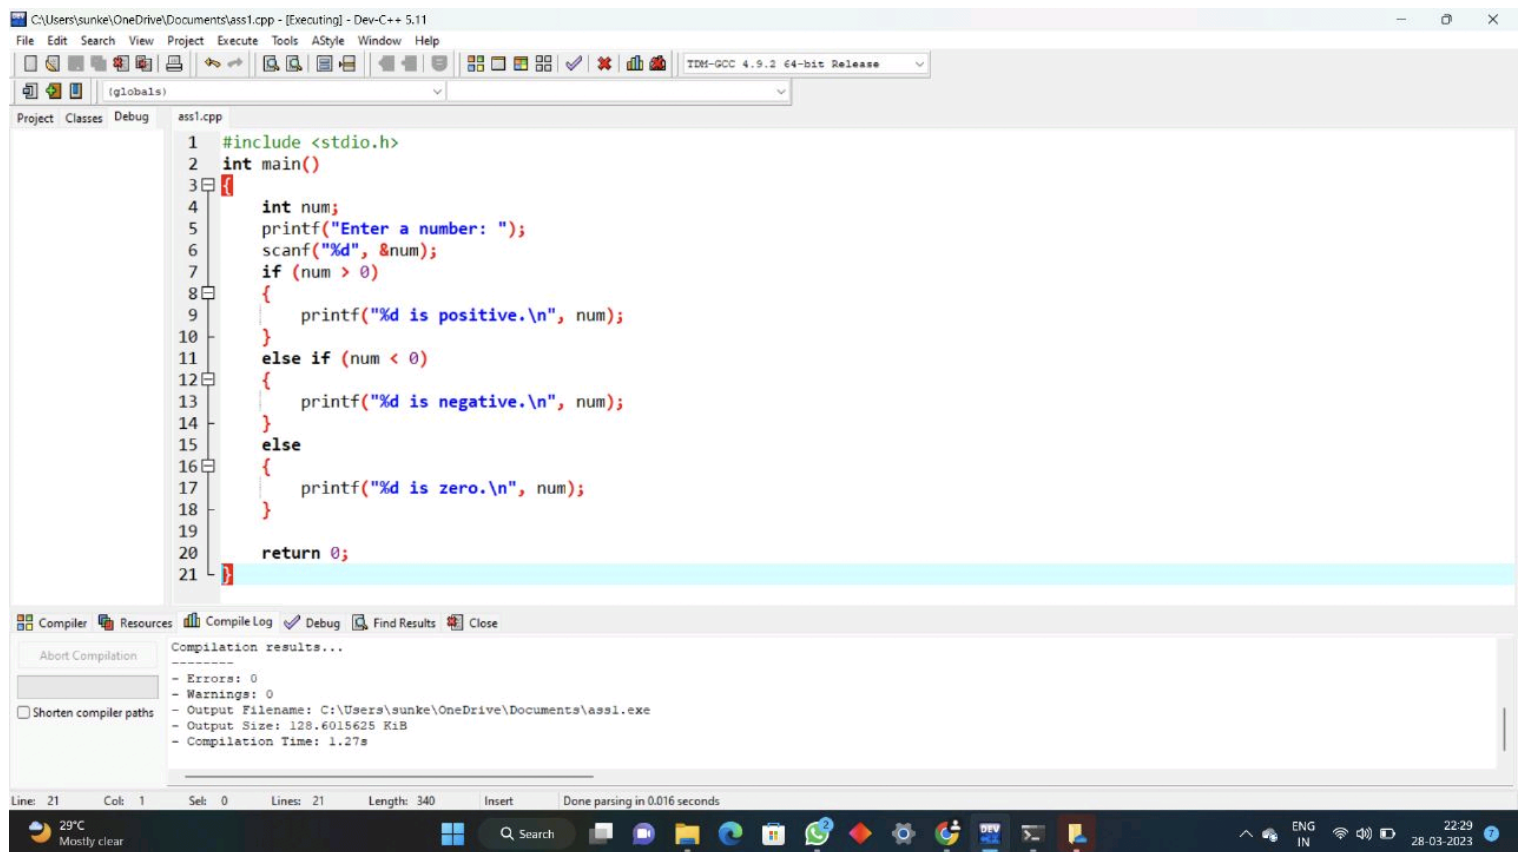 C:\Users\sunke\OneDrive\Documents\ass1.cpp - [Executing] - Dev-C++ 5.11
File Edit Search View Project Execute Tools AStyle Window Help
TDM-GCC 4.9.2 64-bit Release
(globals)
Project Classes Debug ass1.cpp
1 #include <stdio.h>
2 int main()
3 {
4 int num;
5 printf("Enter a number: ");
6 scanf("%d", &num);
7 if (num > 0)
8 {
9 printf("%d is positive.\n", num);
10 }
11 else if (num < 0)
12 {
13 printf("%d is negative.\n", num);
14 }
15 else
16 {
17 printf("%d is zero.\n", num);
18 }
19
20 return 0;
21 }
Compiler Resources Compile Log Debug Find Results Close
Abort Compilation
Shorten compiler paths
Compilation results...
--------
- Errors: 0
- Warnings: 0
- Output Filename: C:\Users\sunke\OneDrive\Documents\ass1.exe
- Output Size: 128.6015625 KiB
- Compilation Time: 1.27s
Line: 21 Col: 1 Sel: 0 Lines: 21 Length: 340 Insert Done parsing in 0.016 seconds
29°C
Mostly clear
Search
2
DEV
ENG
IN
22:29
28-03-2023
7